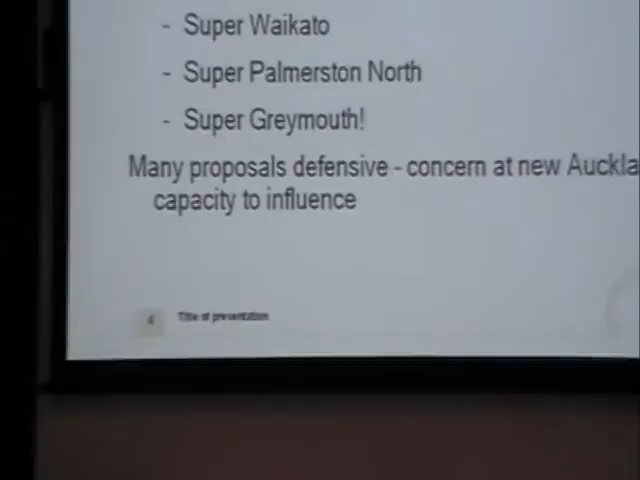 - Super Waikato
- Super Palmerston North
- Super Greymouth!
Many proposals defensive - concern at new Auckla
capacity to influence
4 Title of presentation